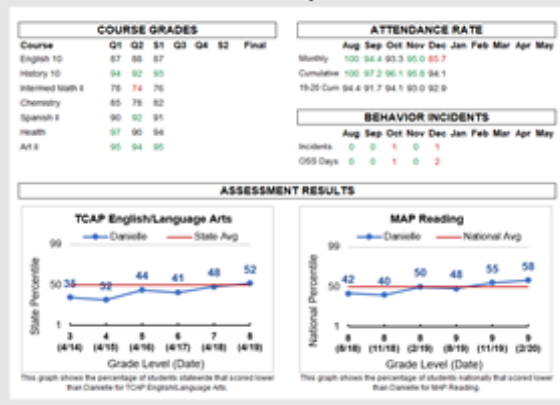 COURSE GRADES
Course Q1 Q2 S1 Q3 Q4 S2 Final
English 10 87 88 87
History 10 94 92 93
Intermed Math II 78 74 76
Chemistry 85 78 82
Spanish II 90 92 91
Health 97 90 94
Art II 95 94 95
ATTENDANCE RATE
Aug Sep Oct Nov Dec Jan Feb Mar Apr May
Monthly 100 94.4 93.3 95.0 85.7
Cumulative 100 97.2 96.1 95.8 94.1
19-20 Cum 94.4 91.7 94.1 93.0 92.9
BEHAVIOR INCIDENTS
Aug Sep Oct Nov Dec Jan Feb Mar Apr May
Incidents 0 0 1 0 1
OSS Days 0 0 1 0 2
ASSESSMENT RESULTS
TCAP English/Language Arts
Danielle State Avg
State Percentile
99
50
1
35 32 44 41 48 52
3 4 5 6 7 8
(4/14) (4/15) (4/16) (4/17) (4/18) (4/19)
Grade Level (Date)
This graph shows the percentage of students statewide that scored lower
than Danielle for TCAP English/Language Arts.
MAP Reading
Danielle National Avg
National Percentile
99
50
1
42 40 50 48 55 58
8 8 8 9 9 9
(8/18) (11/18) (2/19) (8/19) (11/19) (2/20)
Grade Level (Date)
This graph shows the percentage of students nationally that scored lower
than Danielle for MAP Reading.